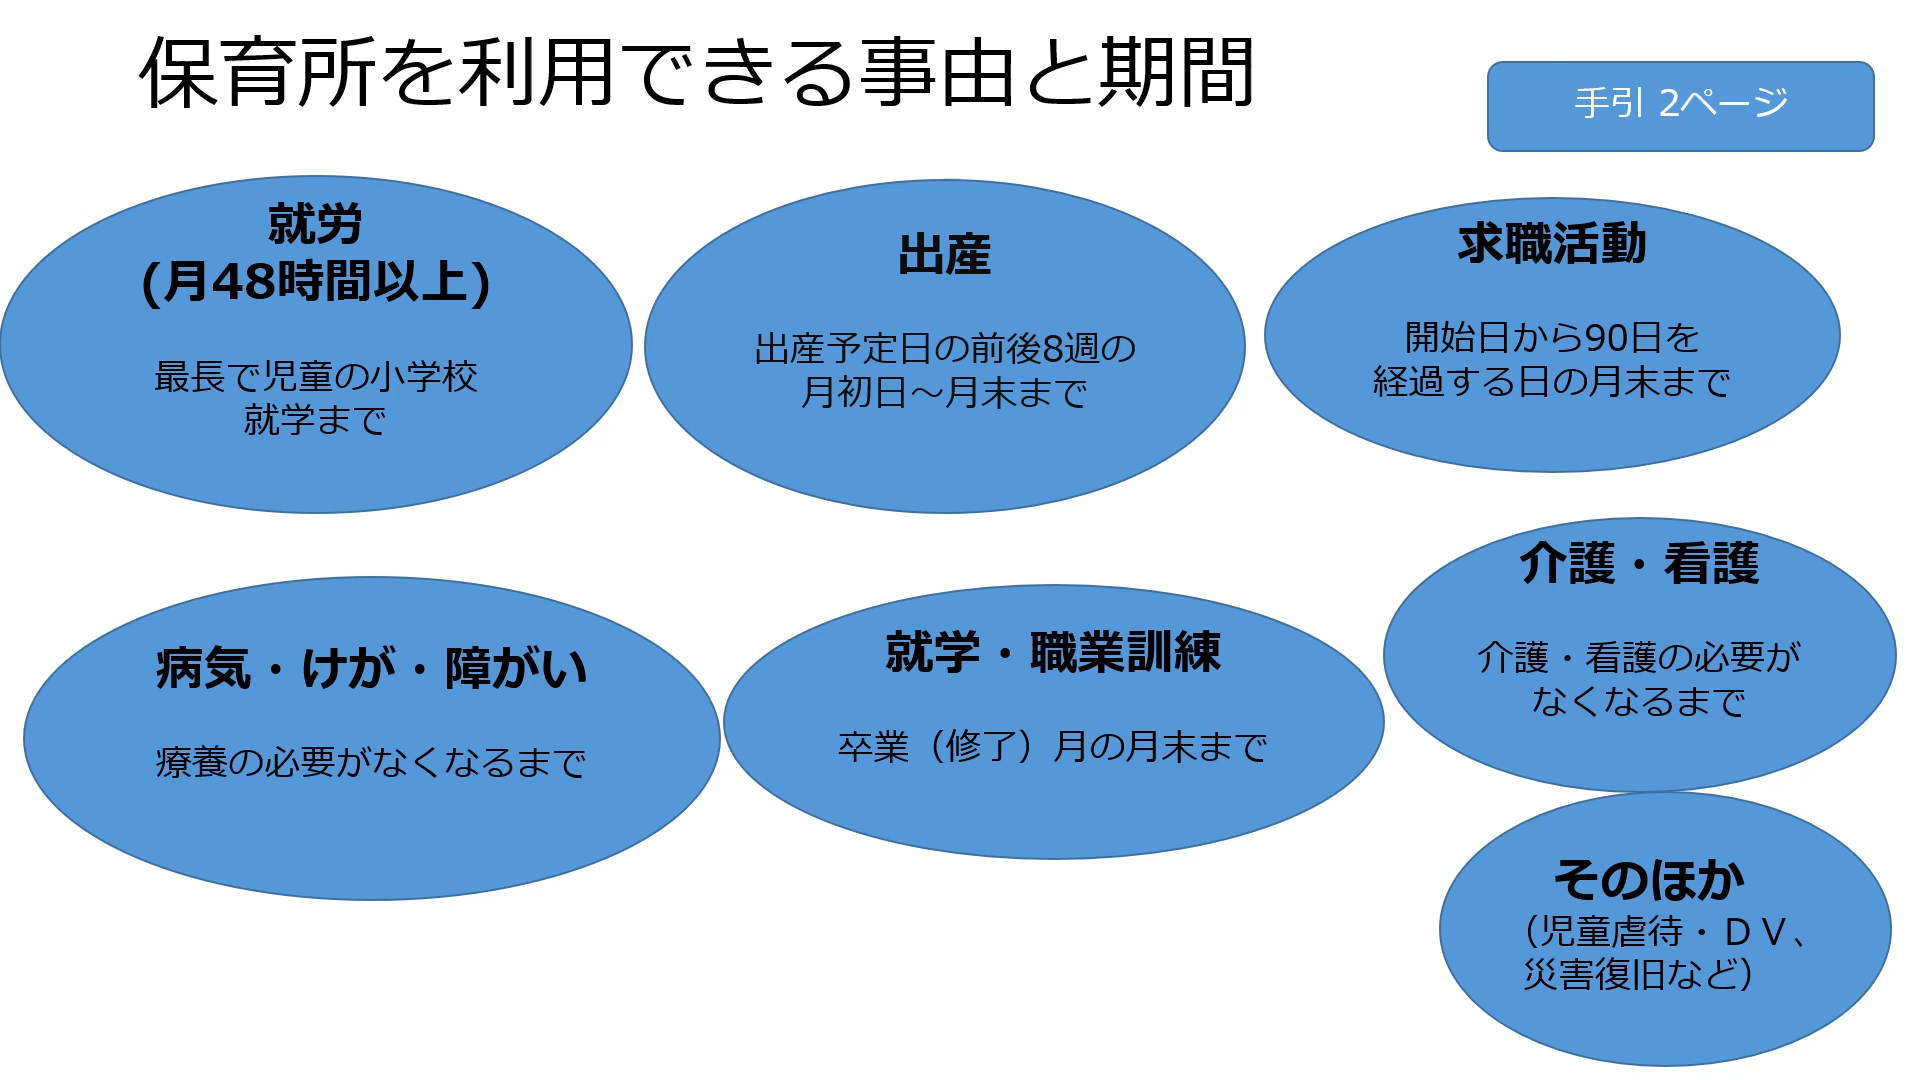 保育所を利用できる事由と期間
手引 2ページ
就労
(月48時間以上)
最長で児童の小学校
就学まで
出産
出産予定日の前後8週の
月初日～月末まで
求職活動
開始日から90日を
経過する日の月末まで
病気・けが・障がい
療養の必要がなくなるまで
就学・職業訓練
卒業（修了）月の月末まで
介護・看護
介護・看護の必要が
なくなるまで
そのほか
（児童虐待・ＤＶ、
災害復旧など）